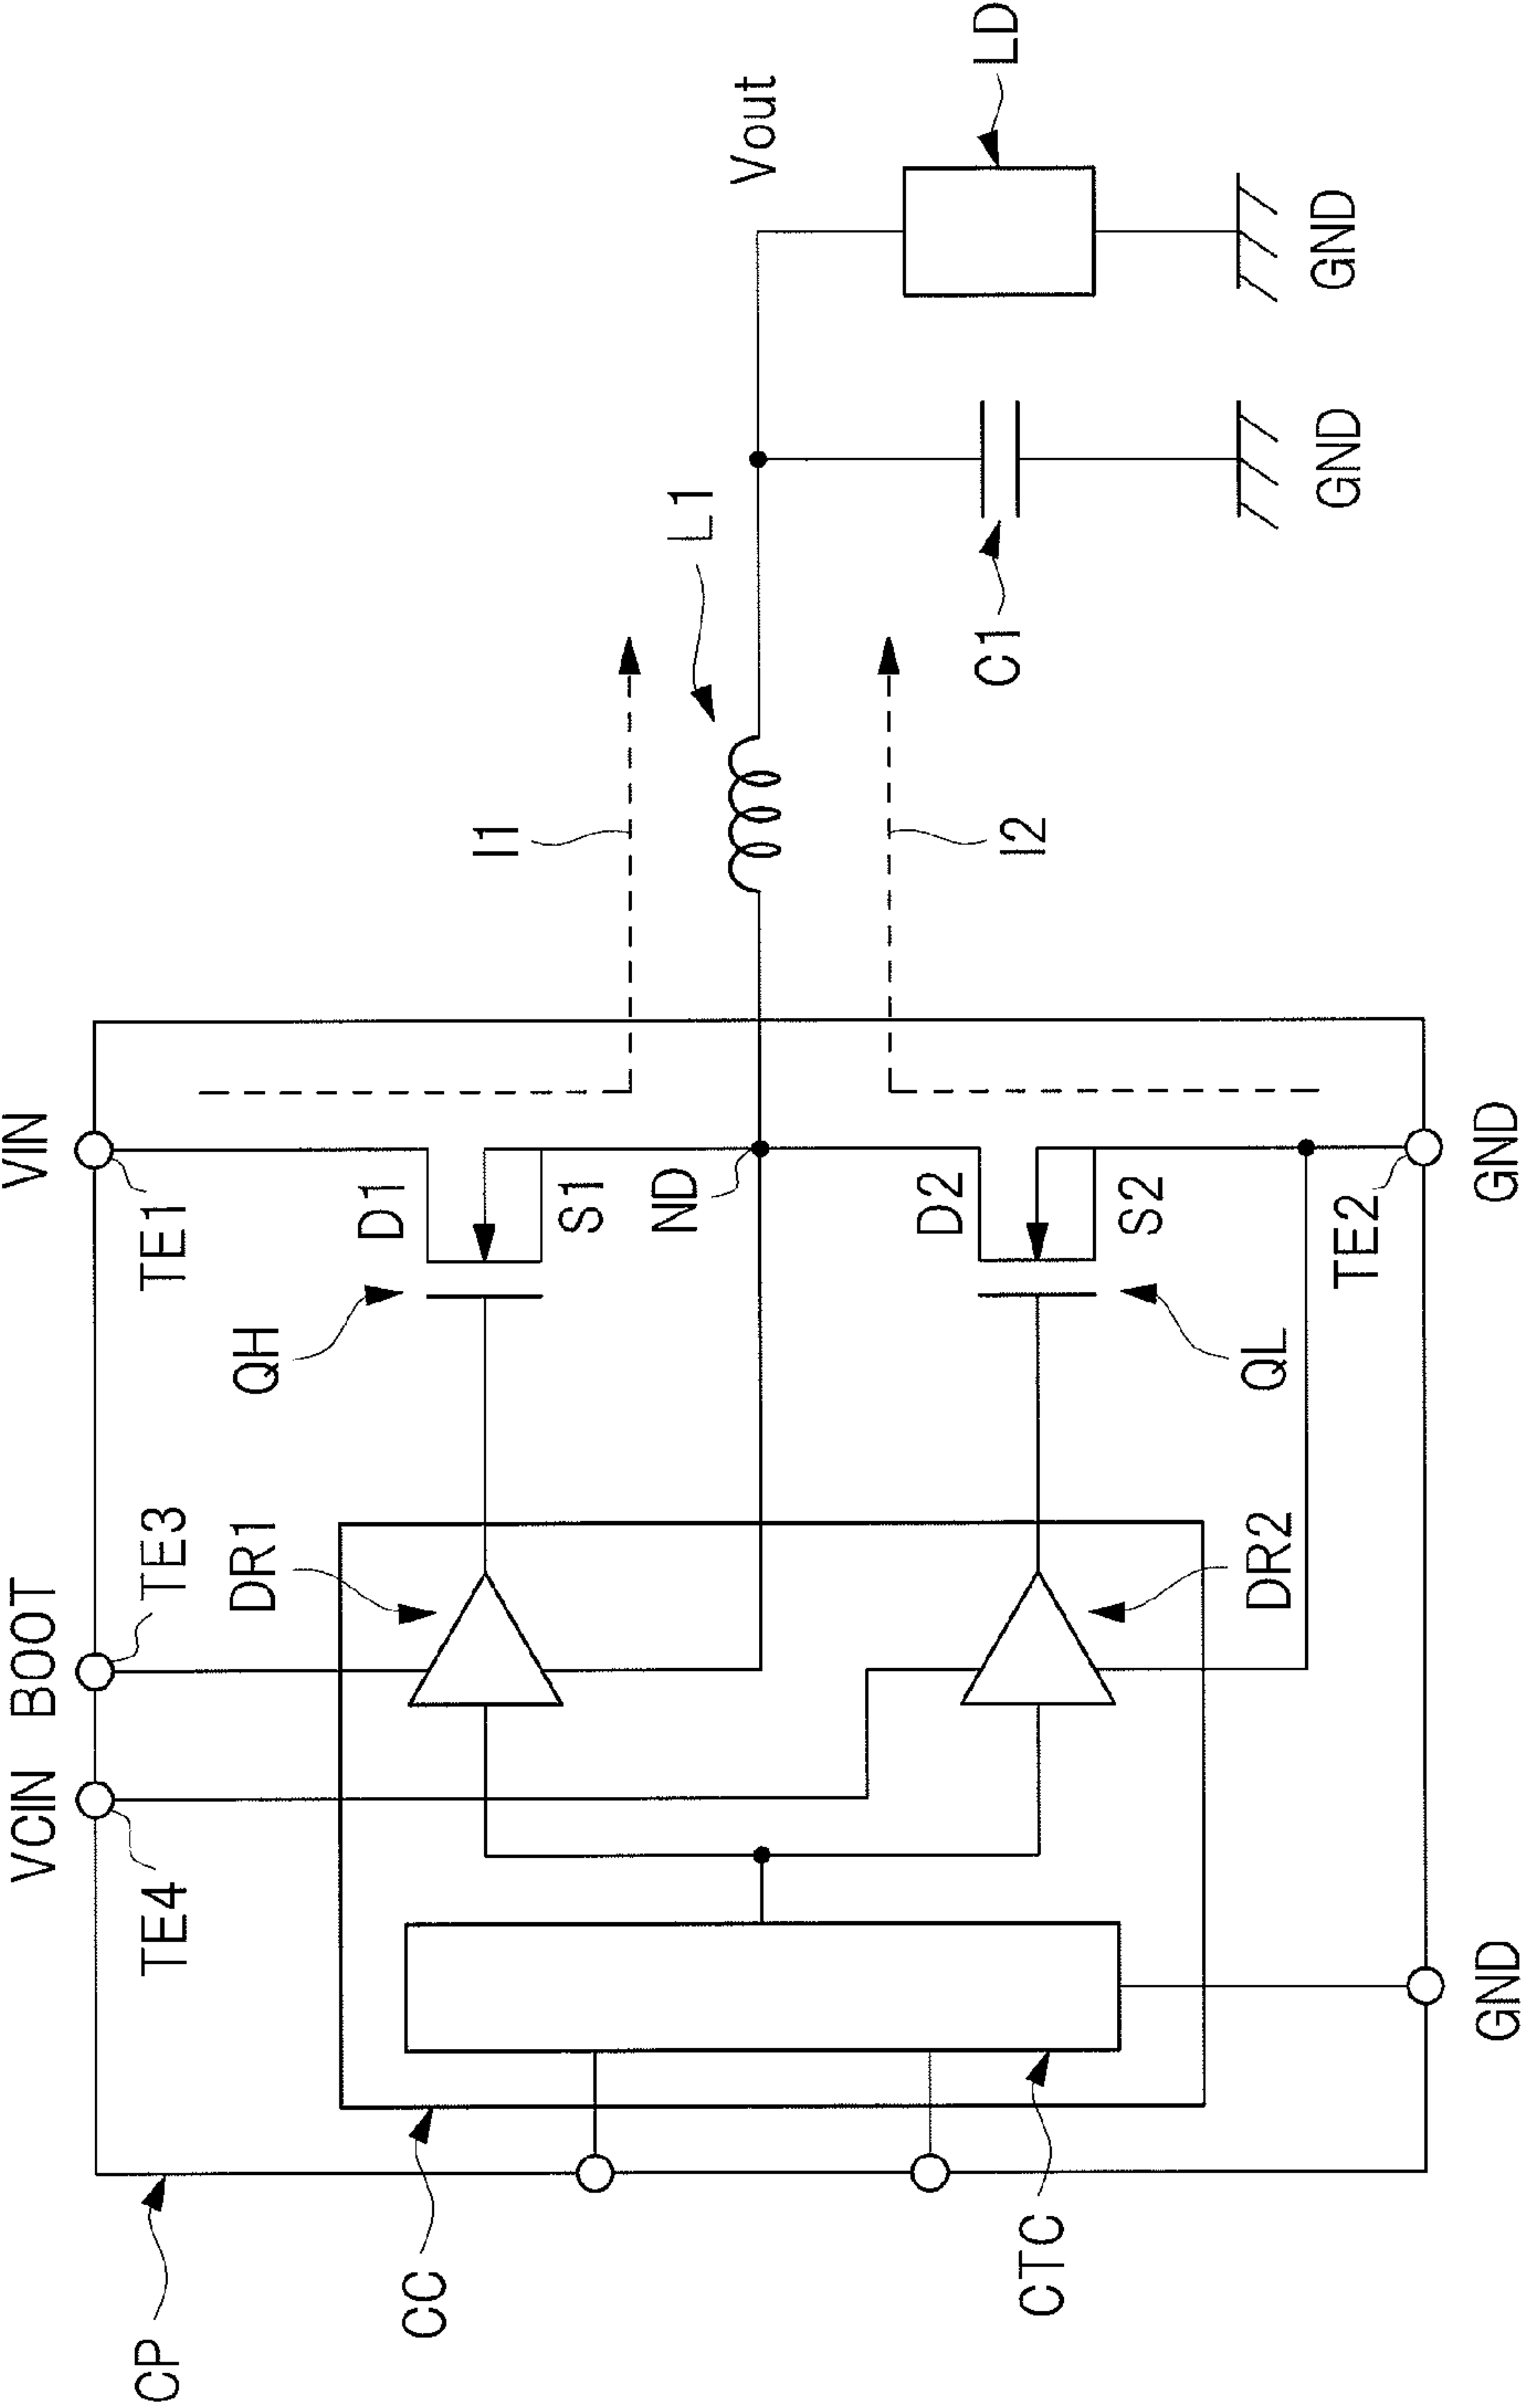 VCIN BOOT
VIN
TE4
TE3
TE1
CP
CC
DR1
QH
D1
S1
ND
I1
L1
Vout
D2
S2
I2
C1
LD
CTC
DR2
QL
TE2
GND
GND
GND
GND